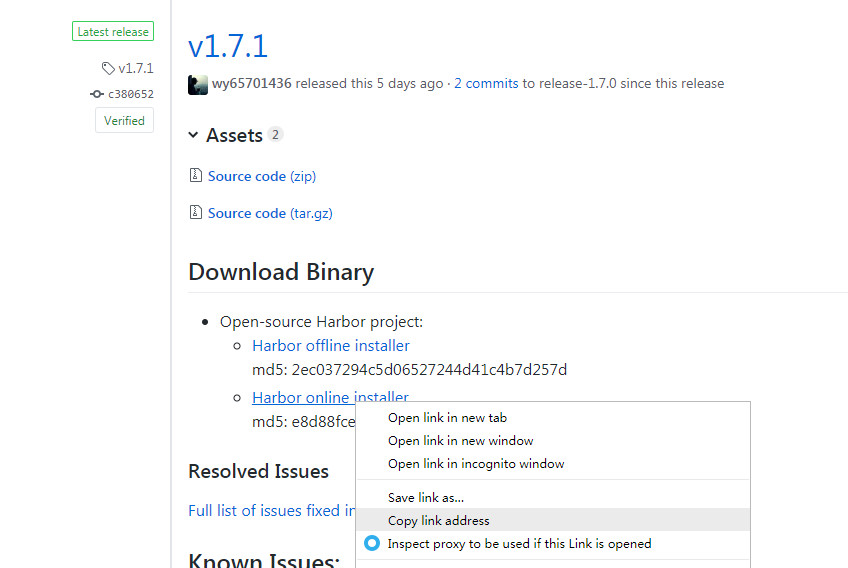 Latest release
v1.7.1
c380652
Verified
v1.7.1
wy65701436 released this 5 days ago · 2 commits to release-1.7.0 since this release
Assets 2
Source code (zip)
Source code (tar.gz)
Download Binary
Open-source Harbor project:
Harbor offline installer
md5: 2ec037294c5d06527244d41c4b7d257d
Harbor online installer
md5: e8d88fce
Resolved Issues
Full list of issues fixed in
Known Issues:
Open link in new tab
Open link in new window
Open link in incognito window
Save link as...
Copy link address
Inspect proxy to be used if this Link is opened